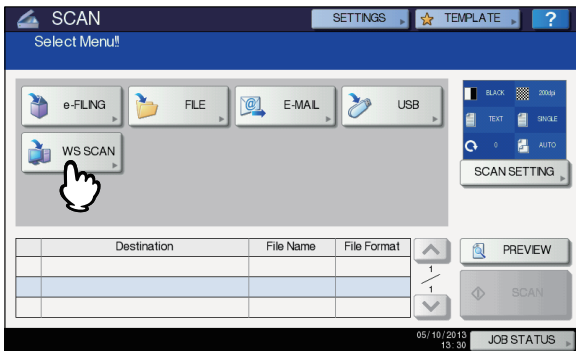 SCAN SETTINGS TEMPLATE ?
Select Menu!!
e-FILING FILE E-MAIL USB
WS SCAN
BLACK 200dpi
TEXT SINGLE
0 AUTO
SCAN SETTING
Destination File Name File Format
PREVIEW
1
1
SCAN
05/10/2013
13:30
JOB STATUS